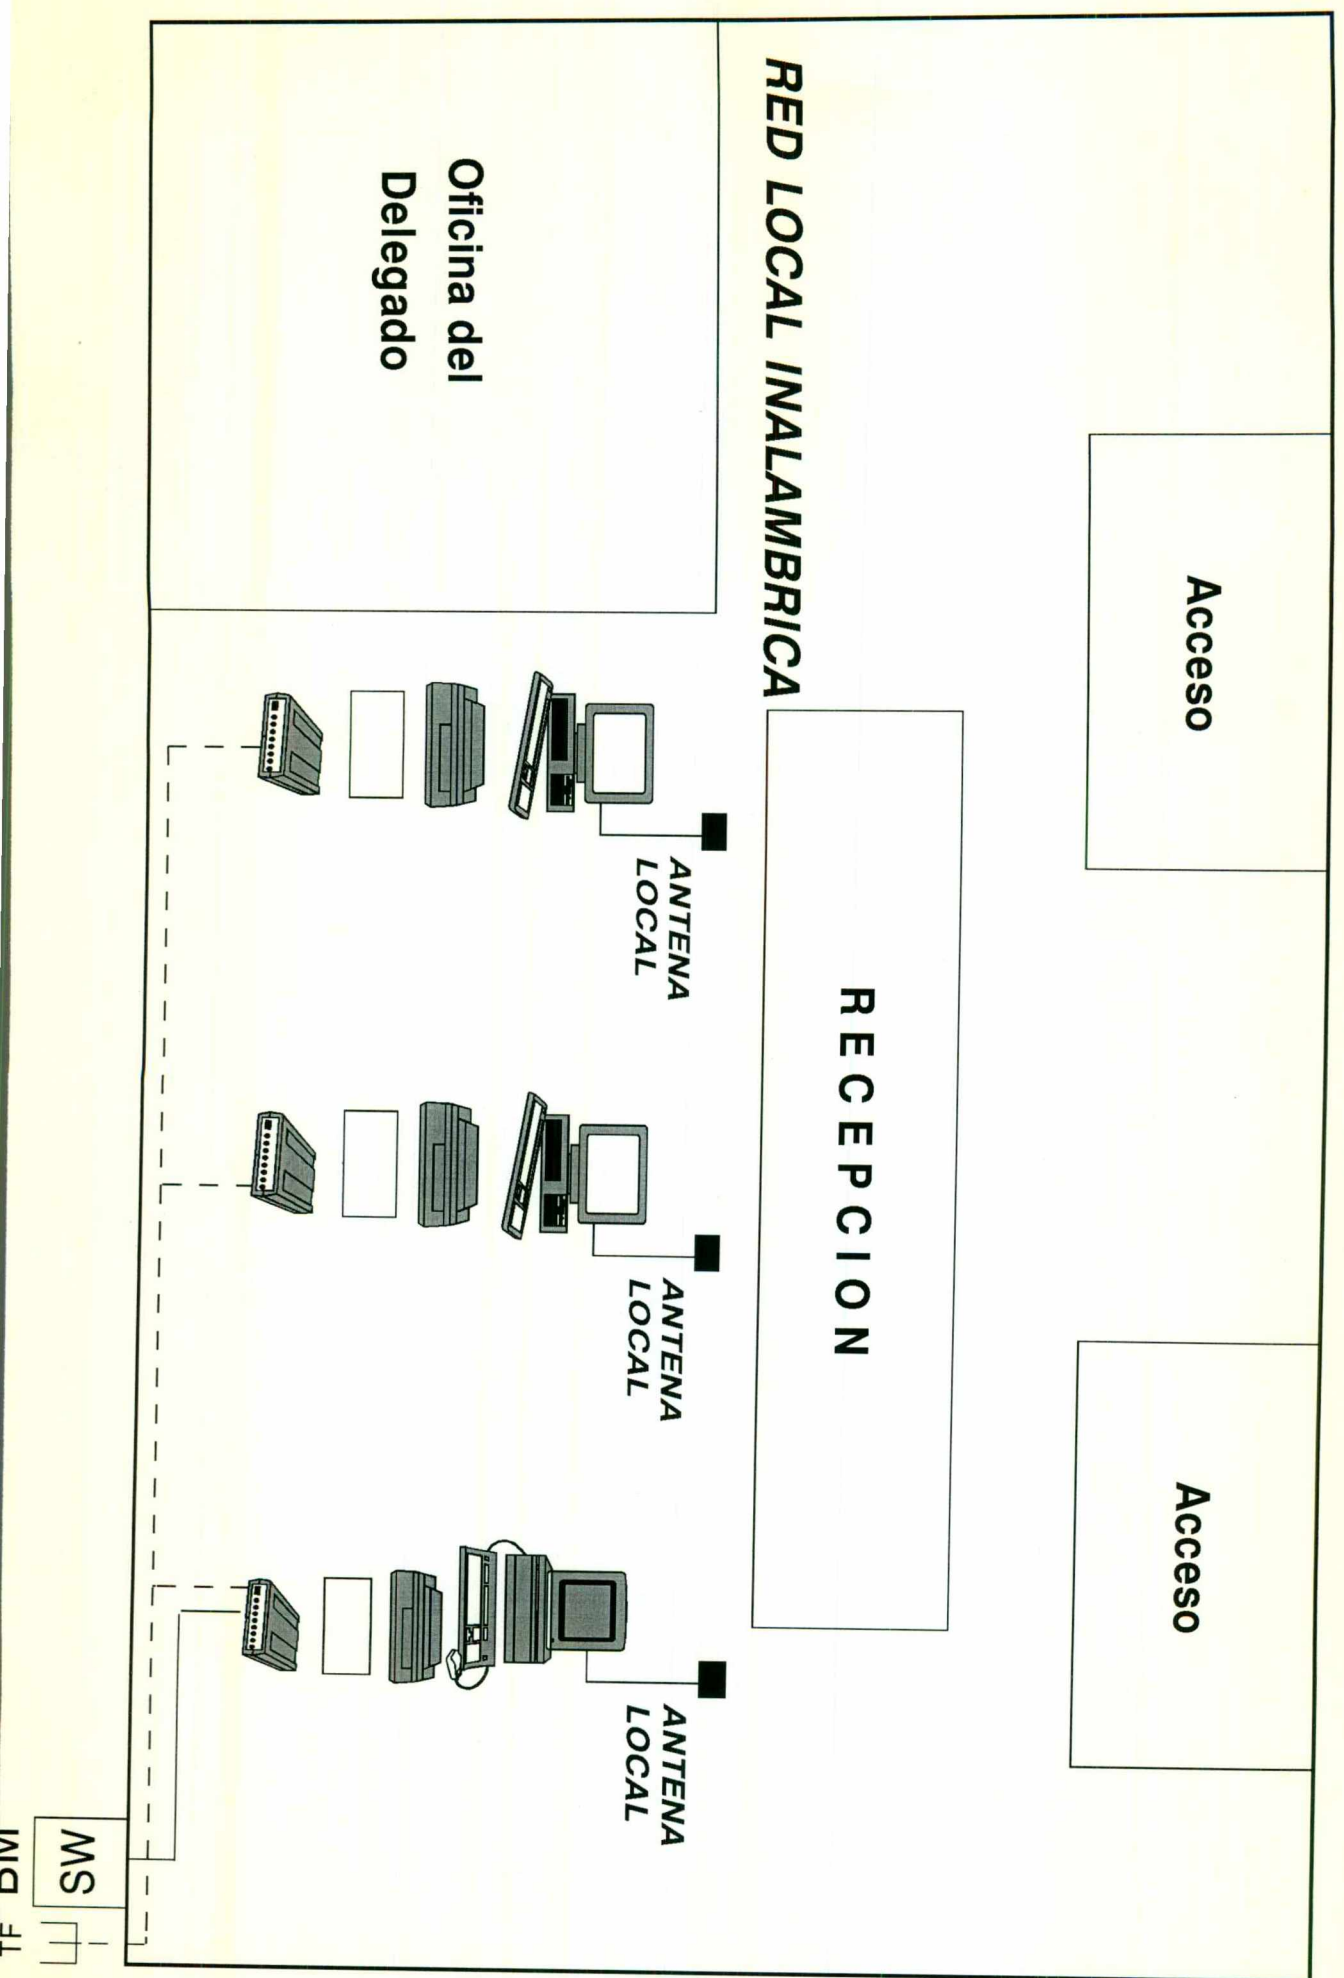 Acceso
Acceso
RED LOCAL INALAMBRICA
RECEPCION
ANTENA
LOCAL
ANTENA
LOCAL
ANTENA
LOCAL
Oficina del
Delegado
SW